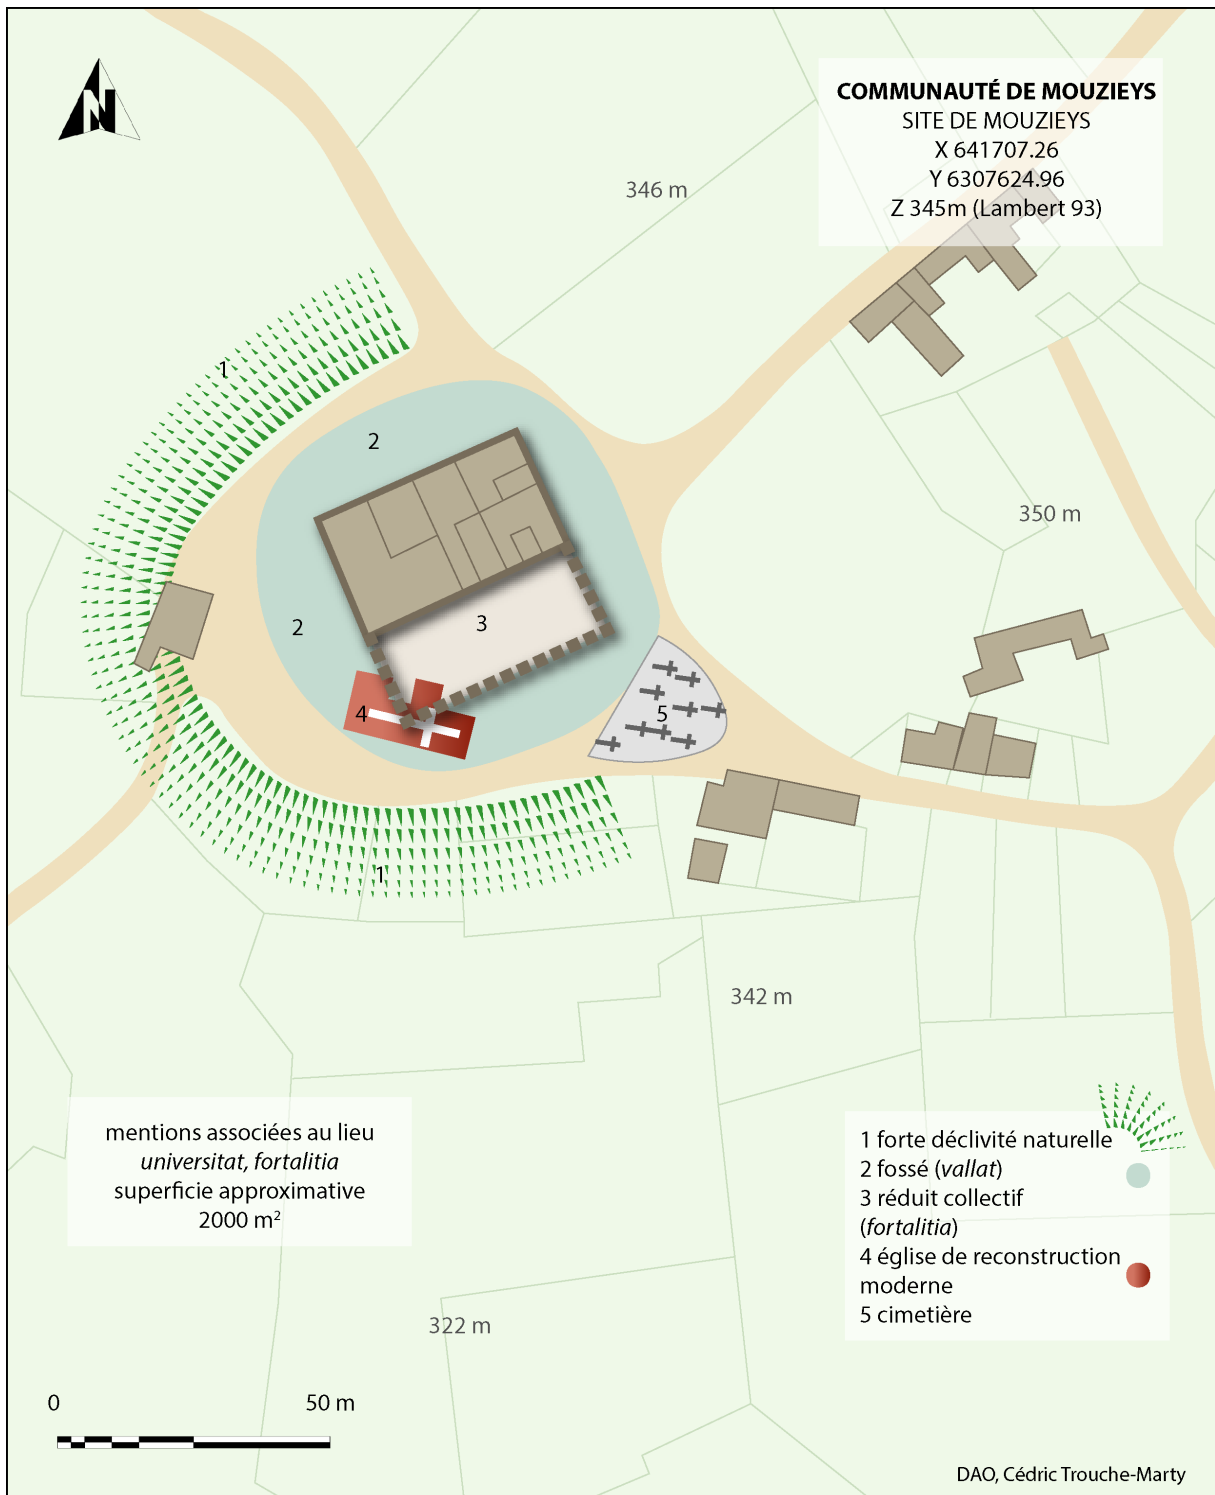 N
COMMUNAUTÉ DE MOUZIEYS
SITE DE MOUZIEYS
X 641707.26
Y 6307624.96
Z 345m (Lambert 93)
346 m
1
2
350 m
2
3
4
5
1
342 m
mentions associées au lieu
universitat, fortalitia
superficie approximative
2000 m²
1 forte déclivité naturelle
2 fossé (vallat)
3 réduit collectif
(fortalitia)
4 église de reconstruction
moderne
5 cimetière
322 m
0 50 m
DAO, Cédric Trouche-Marty